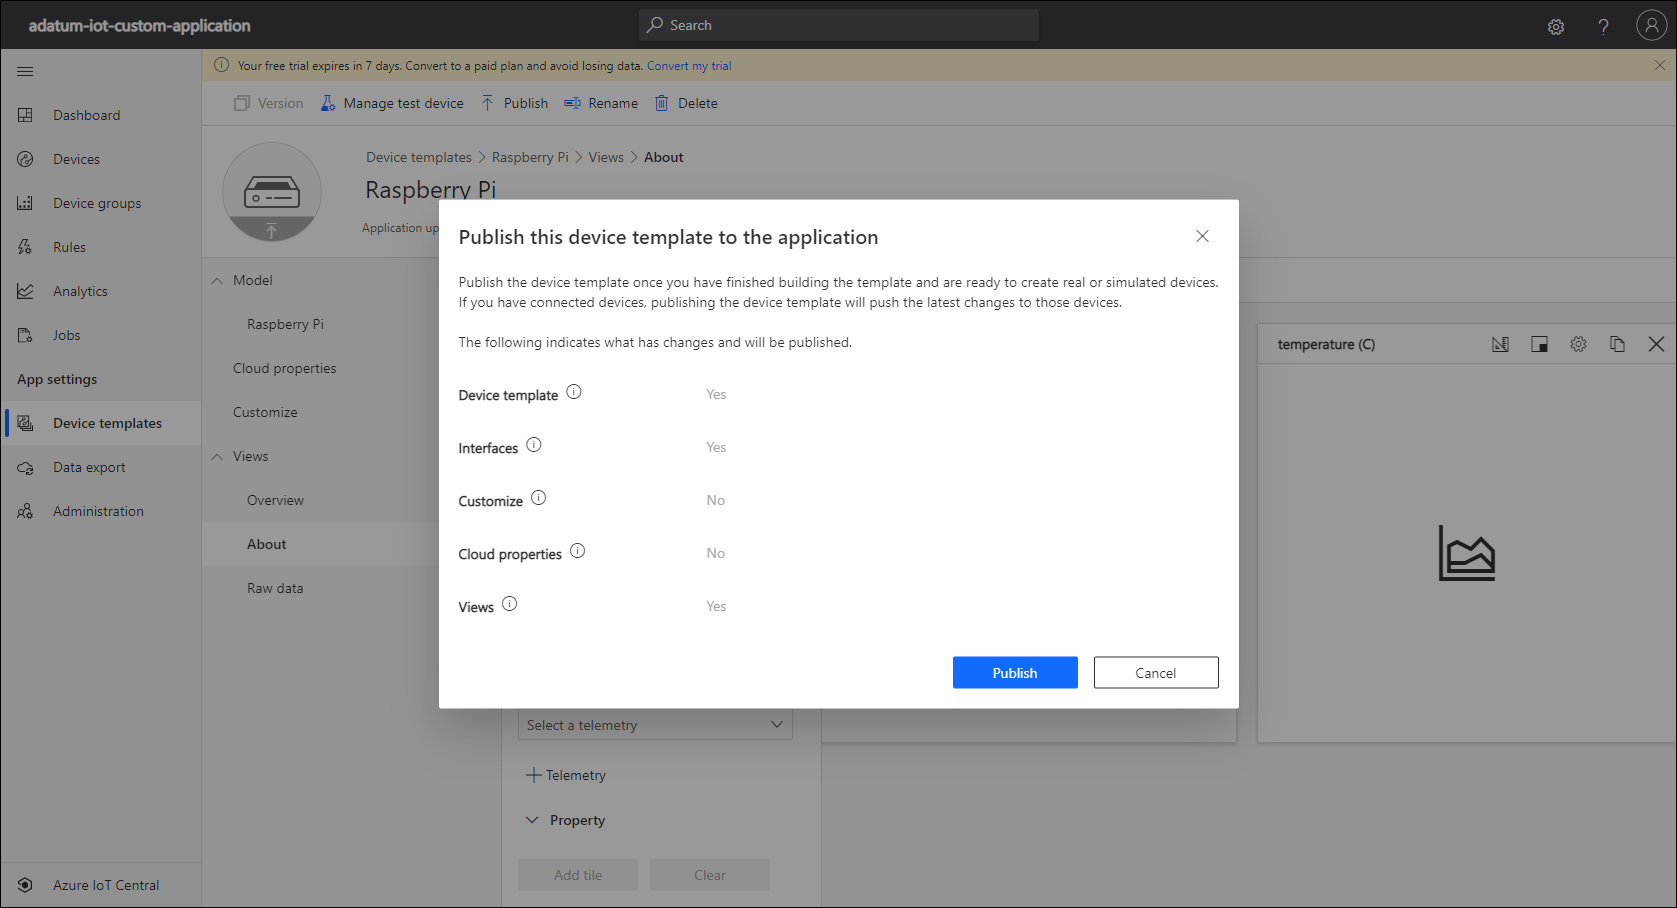 adatum-iot-custom-application
Search
Your free trial expires in 7 days. Convert to a paid plan and avoid losing data. Convert my trial
Version
Manage test device
Publish
Rename
Delete
Dashboard
Devices
Device groups
Rules
Analytics
Jobs
App settings
Device templates
Data export
Administration
Azure IoT Central
Device templates > Raspberry Pi > Views > About
Raspberry Pi
Application up
Model
Raspberry Pi
Cloud properties
Customize
Views
Overview
About
Raw data
Publish this device template to the application
Publish the device template once you have finished building the template and are ready to create real or simulated devices.
If you have connected devices, publishing the device template will push the latest changes to those devices.
The following indicates what has changes and will be published.
Device template Yes
Interfaces Yes
Customize No
Cloud properties No
Views Yes
Publish
Cancel
temperature (C)
Select a telemetry
Telemetry
Property
Add tile
Clear